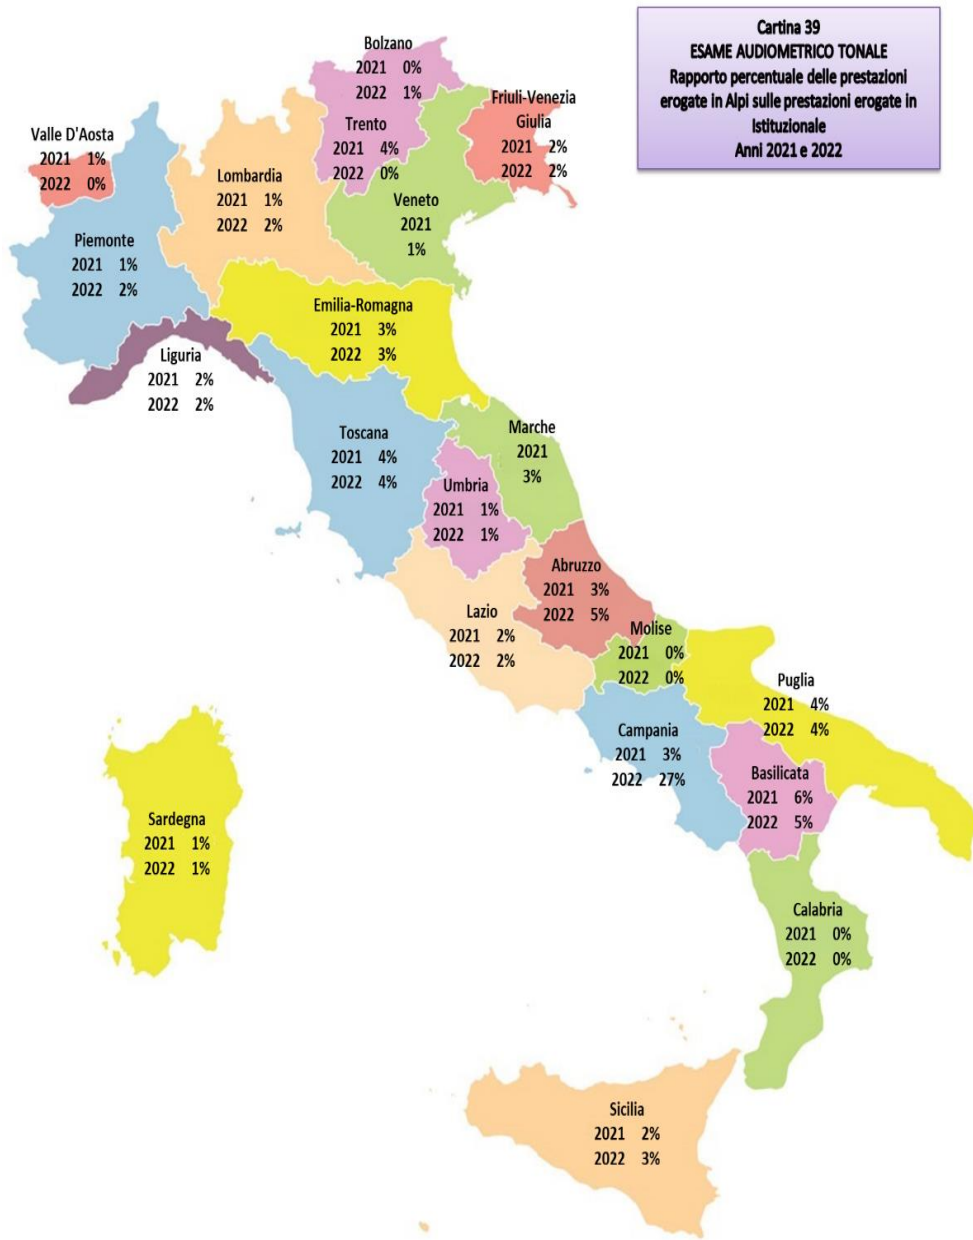 Cartina 39
ESAME AUDIOMETRICO TONALE
Rapporto percentuale delle prestazioni
erogate in Alpi sulle prestazioni erogate in
Istituzionale
Anni 2021 e 2022
Bolzano
2021 0%
2022 1%
Trento
2021 4%
2022 0%
Friuli-Venezia
Giulia
2021 2%
2022 2%
Valle D'Aosta
2021 1%
2022 0%
Lombardia
2021 1%
2022 2%
Veneto
2021
1%
Piemonte
2021 1%
2022 2%
Emilia-Romagna
2021 3%
2022 3%
Liguria
2021 2%
2022 2%
Toscana
2021 4%
2022 4%
Marche
2021
3%
Umbria
2021 1%
2022 1%
Abruzzo
2021 3%
2022 5%
Lazio
2021 2%
2022 2%
Molise
2021 0%
2022 0%
Puglia
2021 4%
2022 4%
Campania
2021 3%
2022 27%
Basilicata
2021 6%
2022 5%
Sardegna
2021 1%
2022 1%
Calabria
2021 0%
2022 0%
Sicilia
2021 2%
2022 3%